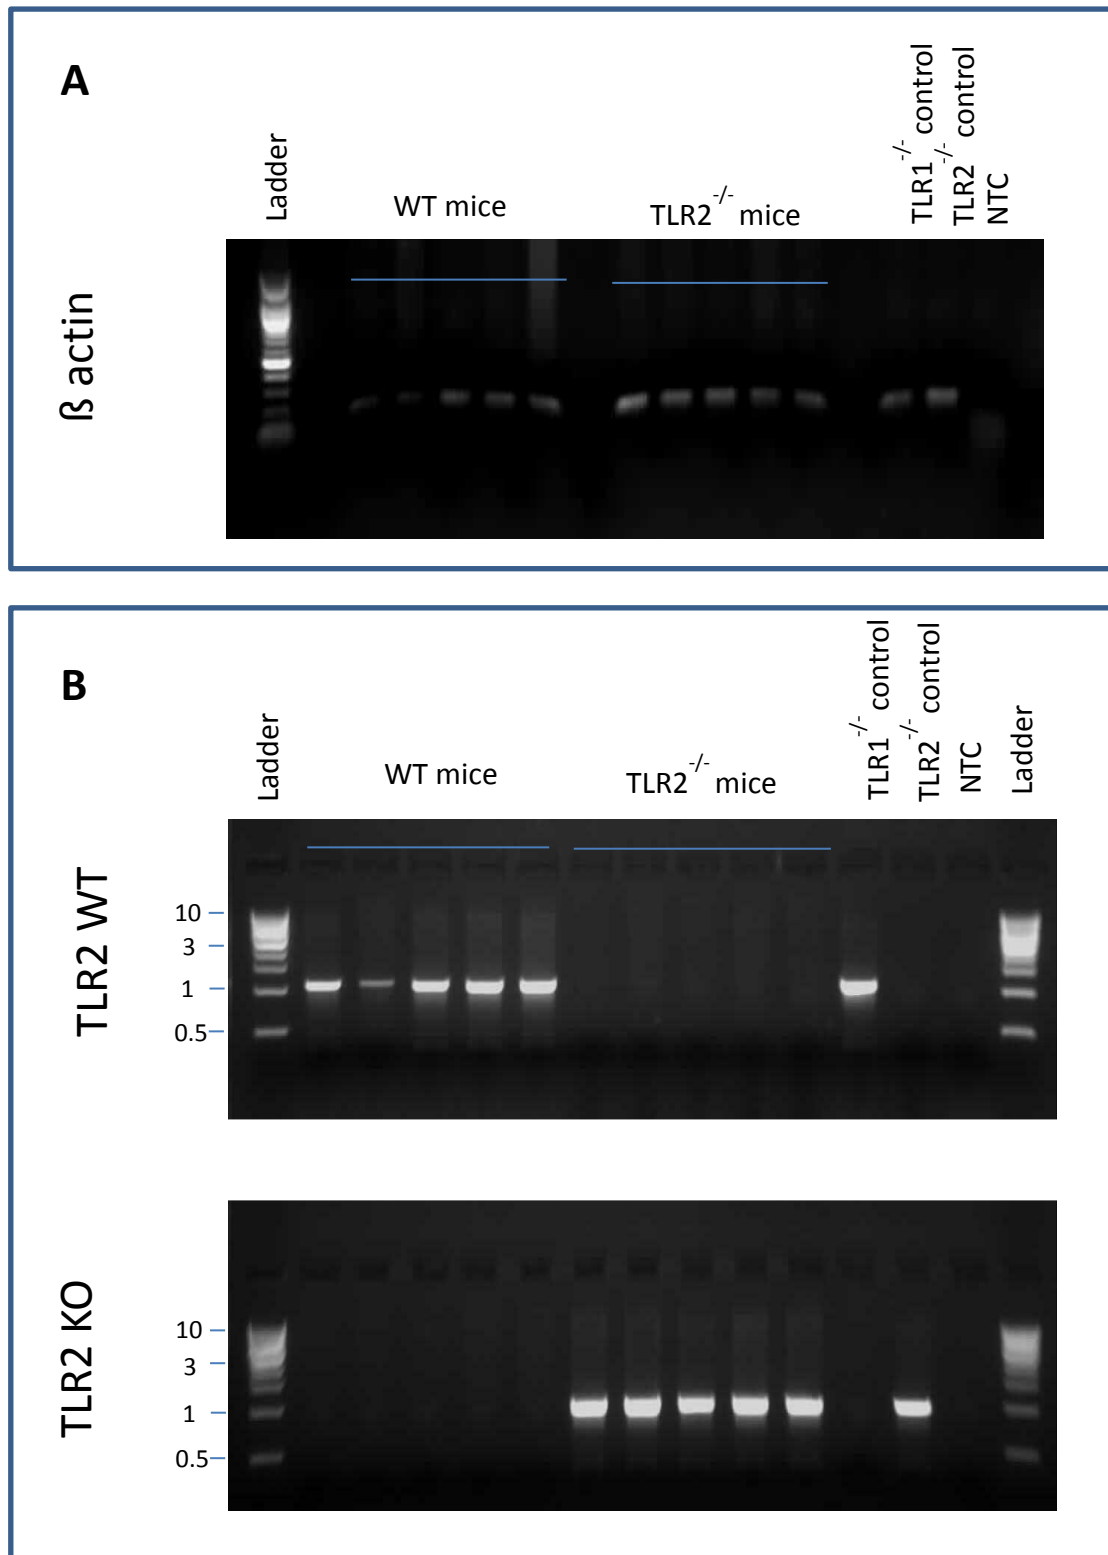 A
Ladder
WT mice
TLR2-/- mice
TLR1-/- control
TLR2-/- control
NTC
ß actin
B
Ladder
WT mice
TLR2-/- mice
TLR1-/- control
TLR2-/- control
NTC
Ladder
TLR2 WT
10
3
1
0.5
TLR2 KO
10
3
1
0.5